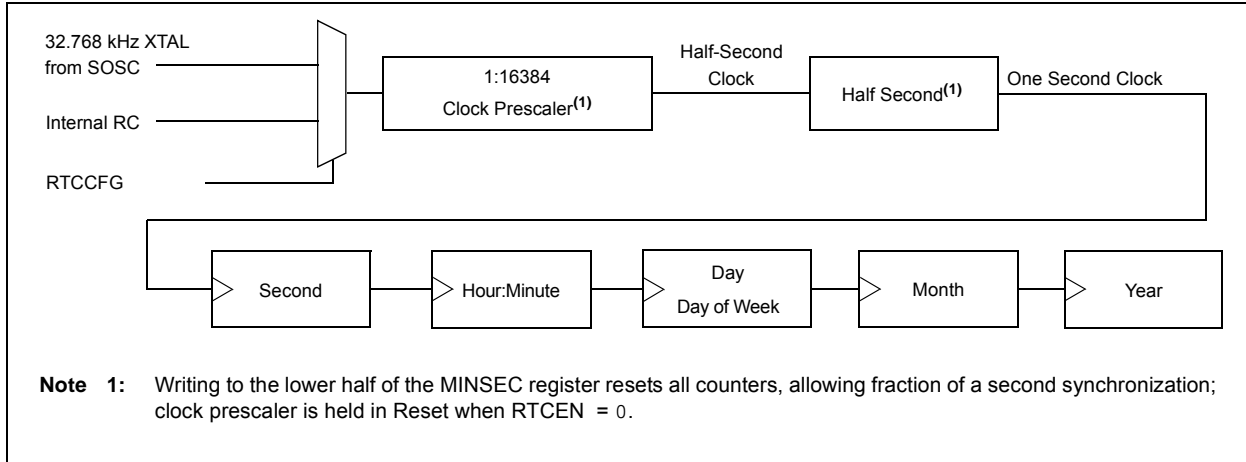 32.768 kHz XTAL
from SOSC
Internal RC
RTCCFG
1:16384
Clock Prescaler(1)
Half-Second
Clock
Half Second(1)
One Second Clock
Second
Hour:Minute
Day
Day of Week
Month
Year
Note 1: Writing to the lower half of the MINSEC register resets all counters, allowing fraction of a second synchronization;
clock prescaler is held in Reset when RTCEN = 0.